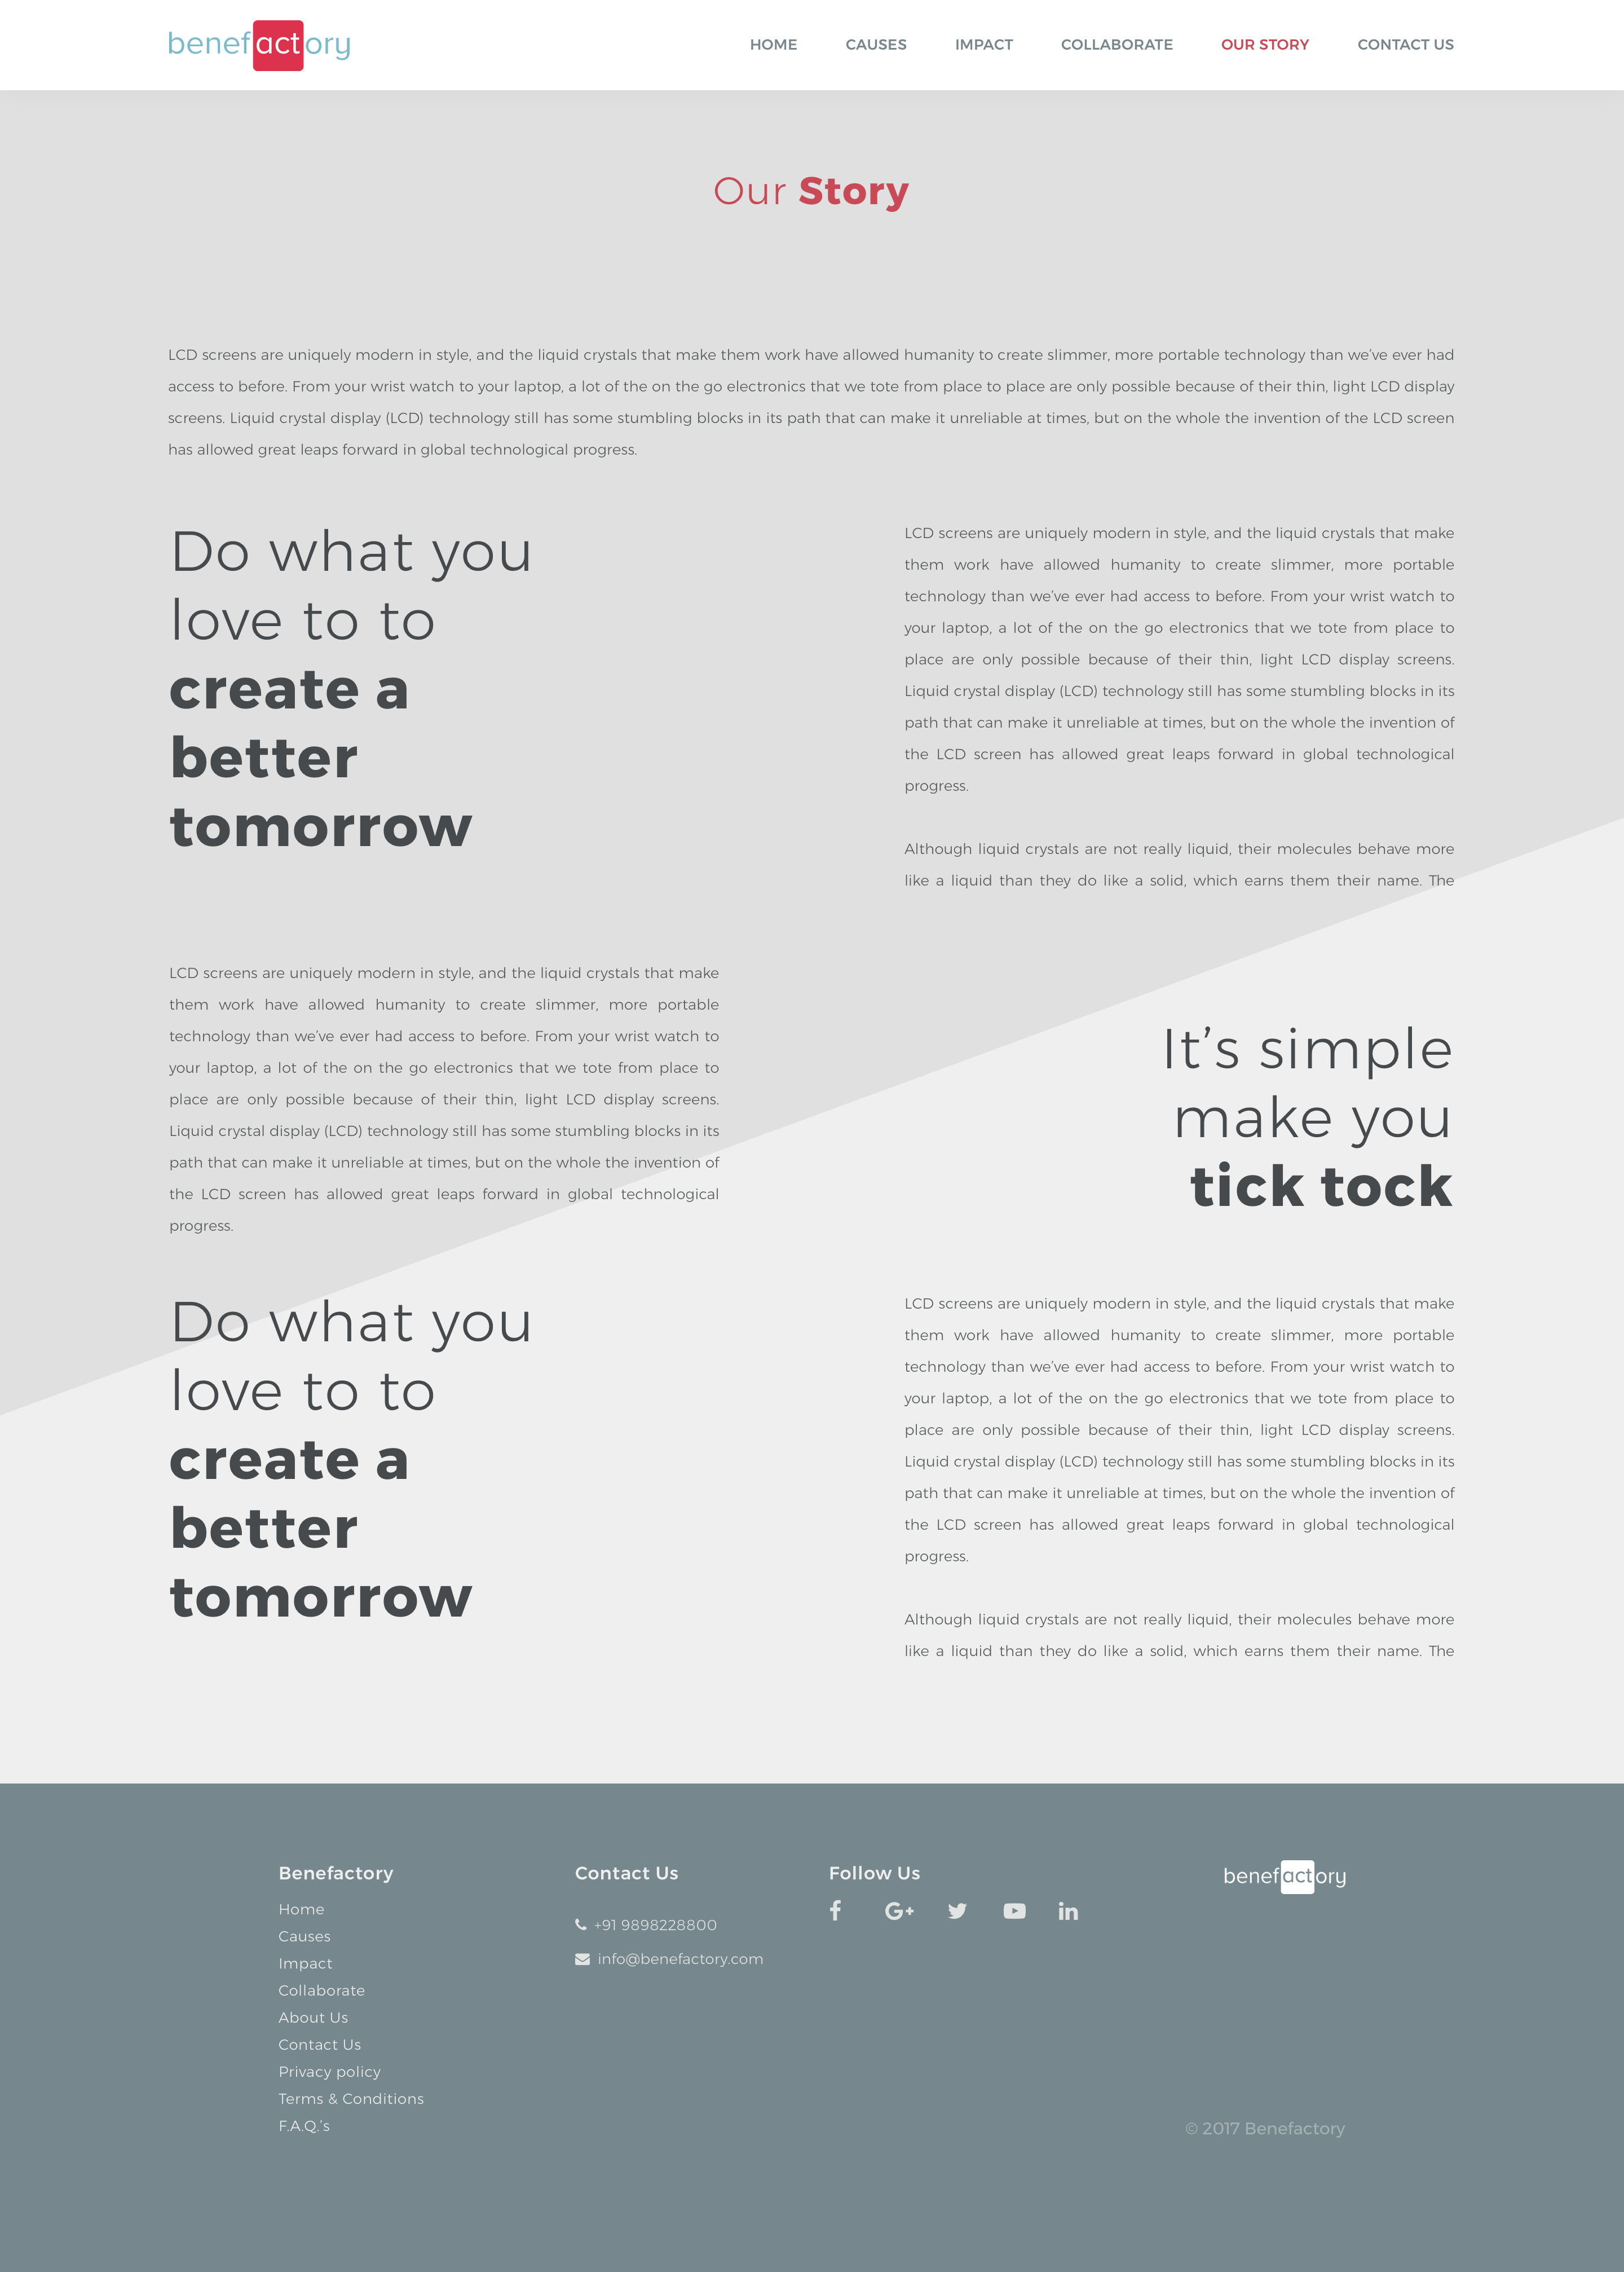 benefactory
HOME CAUSES IMPACT COLLABORATE OUR STORY CONTACT US
Our Story
LCD screens are uniquely modern in style, and the liquid crystals that make them work have allowed humanity to create slimmer, more portable technology than we’ve ever had
access to before. From your wrist watch to your laptop, a lot of the on the go electronics that we tote from place to place are only possible because of their thin, light LCD display
screens. Liquid crystal display (LCD) technology still has some stumbling blocks in its path that can make it unreliable at times, but on the whole the invention of the LCD screen
has allowed great leaps forward in global technological progress.
Do what you
love to to
create a
better
tomorrow
LCD screens are uniquely modern in style, and the liquid crystals that make
them work have allowed humanity to create slimmer, more portable
technology than we’ve ever had access to before. From your wrist watch to
your laptop, a lot of the on the go electronics that we tote from place to
place are only possible because of their thin, light LCD display screens.
Liquid crystal display (LCD) technology still has some stumbling blocks in its
path that can make it unreliable at times, but on the whole the invention of
the LCD screen has allowed great leaps forward in global technological
progress.
Although liquid crystals are not really liquid, their molecules behave more
like a liquid than they do like a solid, which earns them their name. The
LCD screens are uniquely modern in style, and the liquid crystals that make
them work have allowed humanity to create slimmer, more portable
technology than we’ve ever had access to before. From your wrist watch to
your laptop, a lot of the on the go electronics that we tote from place to
place are only possible because of their thin, light LCD display screens.
Liquid crystal display (LCD) technology still has some stumbling blocks in its
path that can make it unreliable at times, but on the whole the invention of
the LCD screen has allowed great leaps forward in global technological
progress.
It’s simple
make you
tick tock
Do what you
love to to
create a
better
tomorrow
LCD screens are uniquely modern in style, and the liquid crystals that make
them work have allowed humanity to create slimmer, more portable
technology than we’ve ever had access to before. From your wrist watch to
your laptop, a lot of the on the go electronics that we tote from place to
place are only possible because of their thin, light LCD display screens.
Liquid crystal display (LCD) technology still has some stumbling blocks in its
path that can make it unreliable at times, but on the whole the invention of
the LCD screen has allowed great leaps forward in global technological
progress.
Although liquid crystals are not really liquid, their molecules behave more
like a liquid than they do like a solid, which earns them their name. The
Benefactory
Home
Causes
Impact
Collaborate
About Us
Contact Us
Privacy policy
Terms & Conditions
F.A.Q.’s
Contact Us
+91 9898228800
info@benefactory.com
Follow Us
benefactory
© 2017 Benefactory